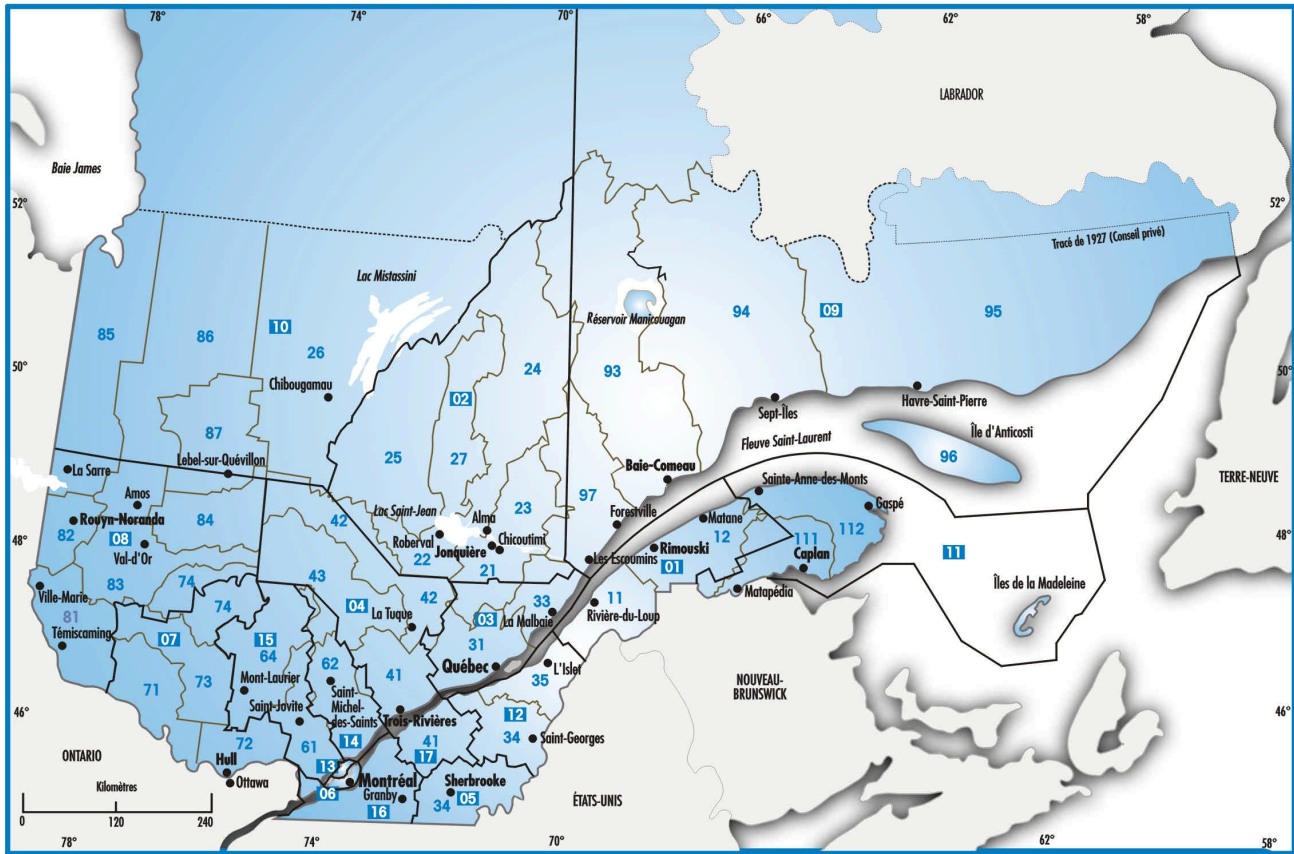 78°
74°
70°
66°
62°
58°
LABRADOR
Baie James
52°
52°
Tracé de 1927 (Conseil privé)
Lac Mistassini
Réservoir Manicouagan
94
09
95
85
86
10
26
24
93
50°
50°
Chibougamau
02
Sept-Îles
Havre-Saint-Pierre
87
Lebel-sur-Quévillon
25
27
Fleuve Saint-Laurent
Île d'Anticosti
96
La Sarre
Baie-Comeau
Sainte-Anne-des-Monts
TERRE-NEUVE
Amos
Rouyn-Noranda
84
42
Lac Saint-Jean
Alma
23
97
Forestville
Matane
Gaspé
82
08
Val-d'Or
Roberval
Jonquière
Chicoutimi
12
111
112
48°
48°
22
21
Les Escoumins
Rimouski
01
Caplan
11
83
74
43
Ville-Marie
74
04
42
33
11
Matapédia
Îles de la Madeleine
81
La Tuque
03
La Malbaie
Rivière-du-Loup
Témiscaming
07
15
64
62
31
71
73
Mont-Laurier
Saint-Michel-des-Saints
41
Québec
L'Islet
35
NOUVEAU-
BRUNSWICK
Saint-Jovite
46°
46°
Trois-Rivières
12
ONTARIO
72
61
14
41
34
Saint-Georges
Hull
13
17
Ottawa
Montréal
Sherbrooke
Kilomètres
06
Granby
34
05
ÉTATS-UNIS
0
120
240
16
78°
74°
70°
62°
58°